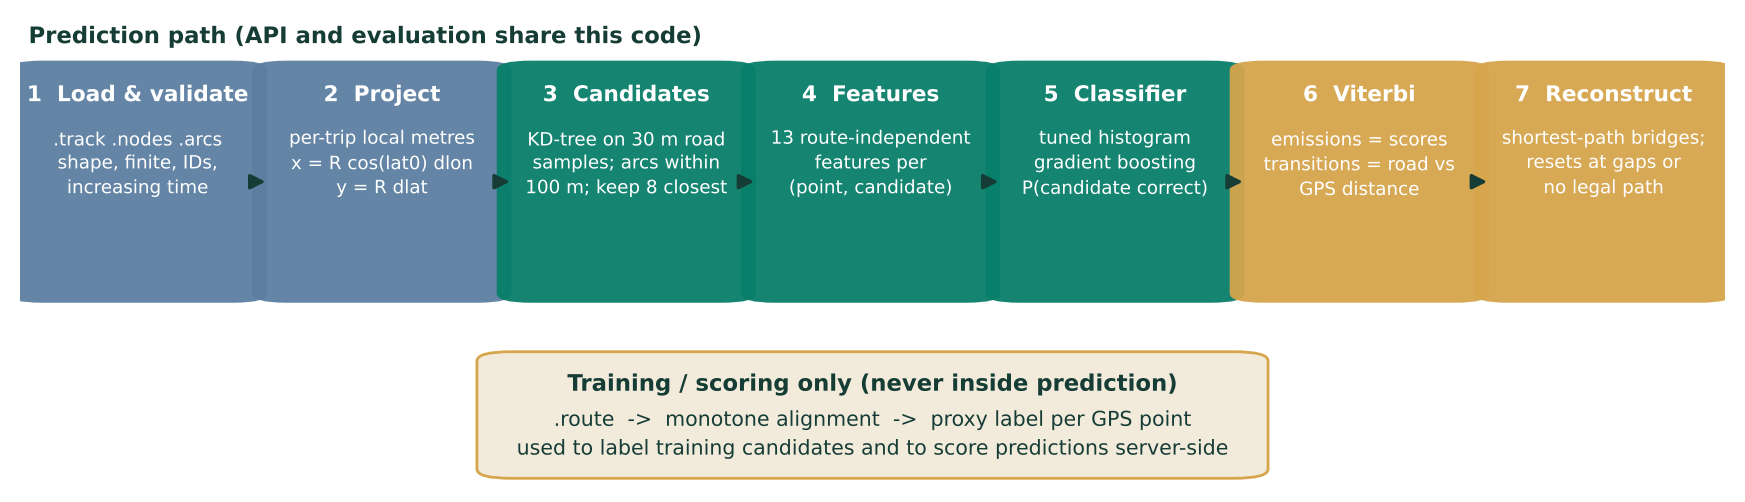 Prediction path (API and evaluation share this code)
1 Load & validate
.track .nodes .arcs
shape, finite, IDs,
increasing time
2 Project
per-trip local metres
x = R cos(lat0) dlon
y = R dlat
3 Candidates
KD-tree on 30 m road
samples; arcs within
100 m; keep 8 closest
4 Features
13 route-independent
features per
(point, candidate)
5 Classifier
tuned histogram
gradient boosting
P(candidate correct)
6 Viterbi
emissions = scores
transitions = road vs
GPS distance
7 Reconstruct
shortest-path bridges;
resets at gaps or
no legal path
Training / scoring only (never inside prediction)
.route -> monotone alignment -> proxy label per GPS point
used to label training candidates and to score predictions server-side